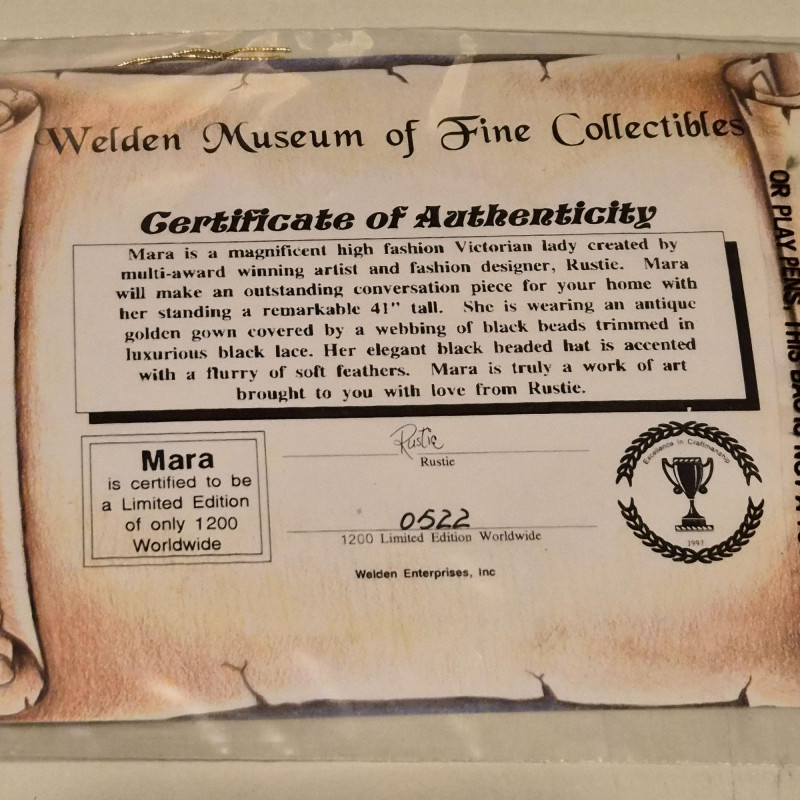 Welden Museum of Fine Collectibles
Certificate of Authenticity
Mara is a magnificent high fashion Victorian lady created by
multi-award winning artist and fashion designer, Rustie. Mara
will make an outstanding conversation piece for your home with
her standing a remarkable 41" tall. She is wearing an antique
golden gown covered by a webbing of black beads trimmed in
luxurious black lace. Her elegant black beaded hat is accented
with a flurry of soft feathers. Mara is truly a work of art
brought to you with love from Rustie.
Mara
is certified to be
a Limited Edition
of only 1200
Worldwide
Rustie
Rustie
0522
1200 Limited Edition Worldwide
Welden Enterprises, Inc
Excellence in Craftmanship
1993
OR PLAY PENS. THIS BAG IS NOT A